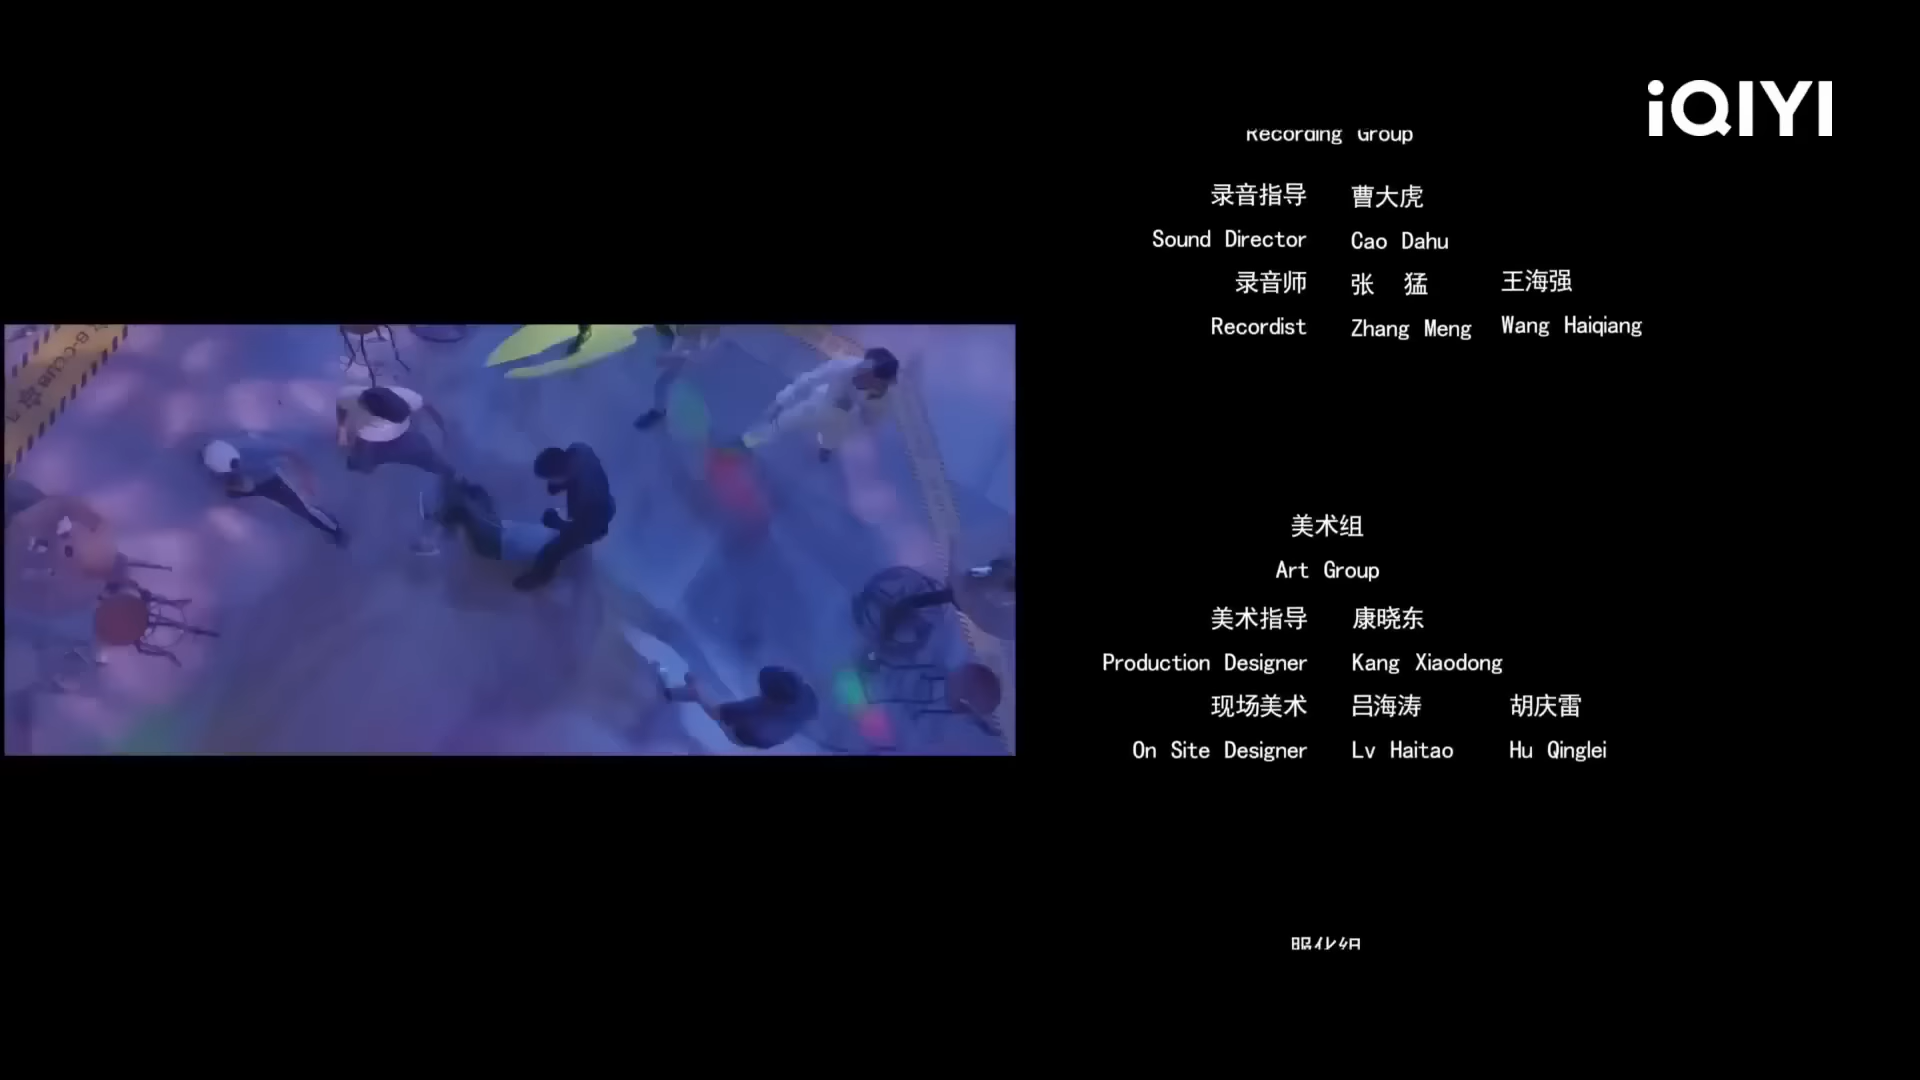 iQIYI
Recording Group
录音指导 曹大虎
Sound Director Cao Dahu
录音师 张 猛 王海强
Recordist Zhang Meng Wang Haiqiang
美术组
Art Group
美术指导 康晓东
Production Designer Kang Xiaodong
现场美术 吕海涛 胡庆雷
On Site Designer Lv Haitao Hu Qinglei